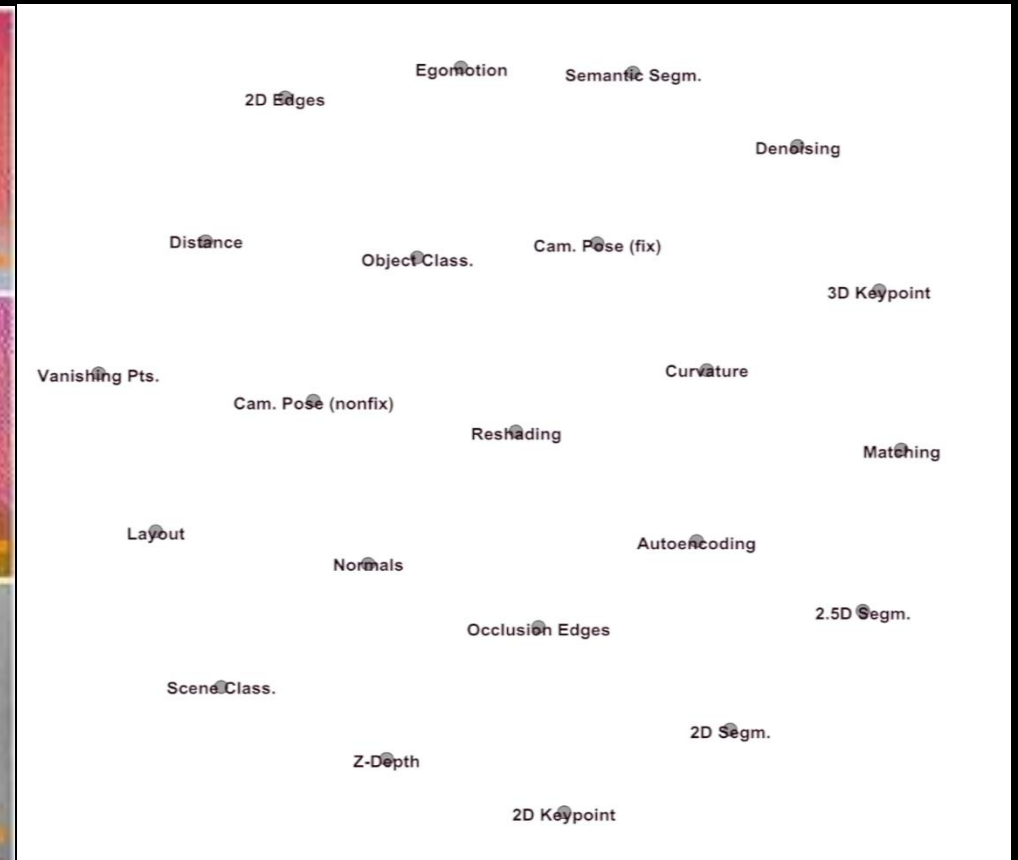 Egomotion
Semantic Segm.
2D Edges
Denoising
Distance
Cam. Pose (fix)
Object Class.
3D Keypoint
Curvature
Vanishing Pts.
Cam. Pose (nonfix)
Reshading
Matching
Layout
Autoencoding
Normals
2.5D Segm.
Occlusion Edges
Scene Class.
2D Segm.
Z-Depth
2D Keypoint